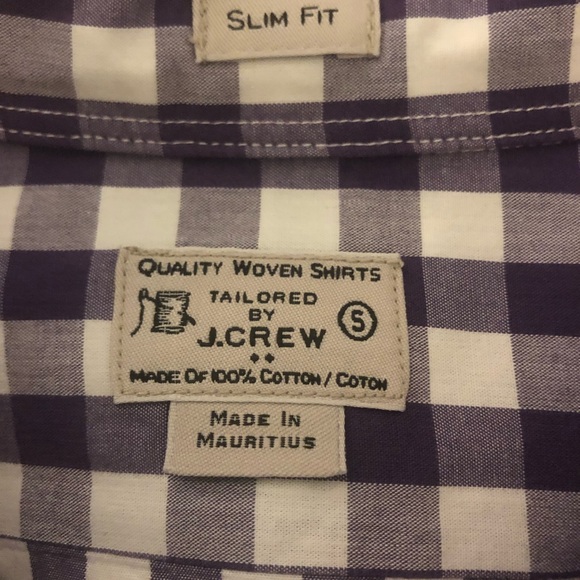 SLIM FIT
QUALITY WOVEN SHIRTS
TAILORED
BY
J.CREW
S
MADE OF 100% COTTON / COTON
MADE IN
MAURITIUS